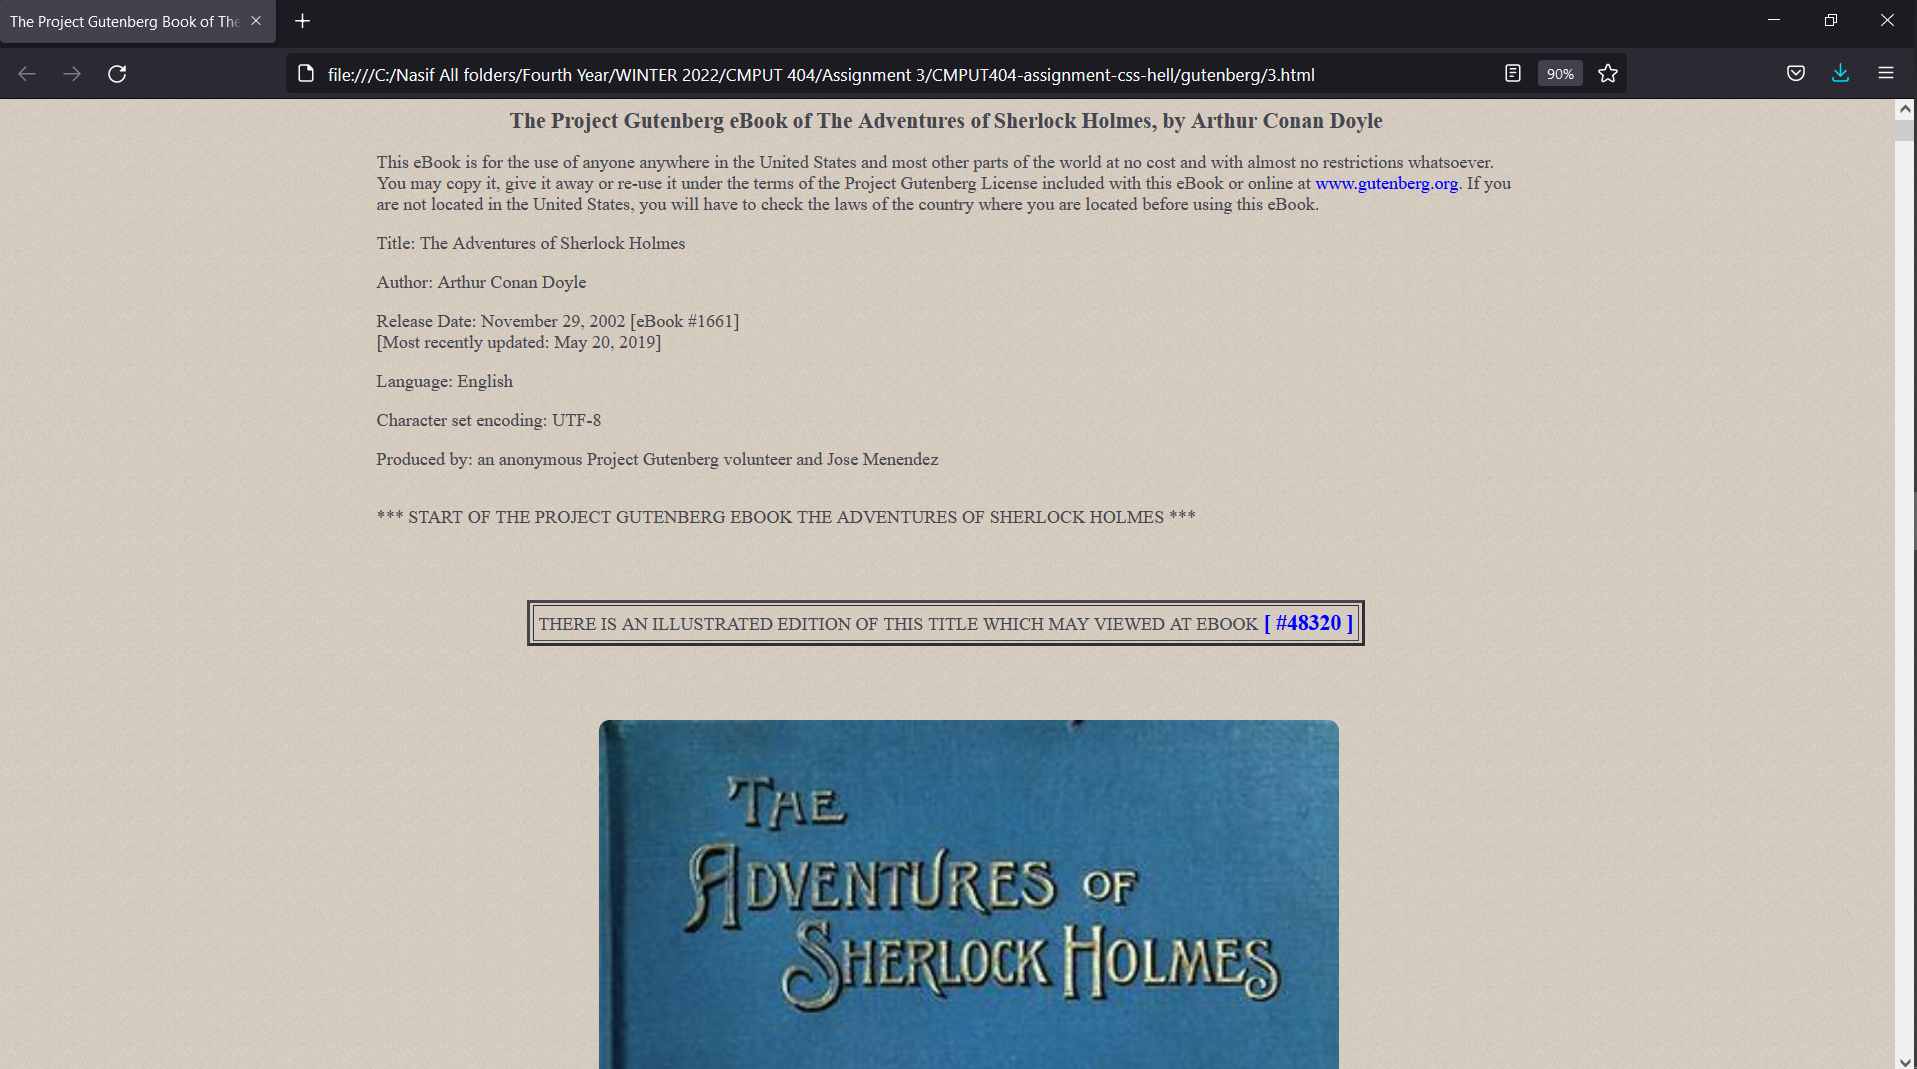 The Project Gutenberg Book of The
file:///C:/Nasif All folders/Fourth Year/WINTER 2022/CMPUT 404/Assignment 3/CMPUT404-assignment-css-hell/gutenberg/3.html
90%
The Project Gutenberg eBook of The Adventures of Sherlock Holmes, by Arthur Conan Doyle
This eBook is for the use of anyone anywhere in the United States and most other parts of the world at no cost and with almost no restrictions whatsoever.
You may copy it, give it away or re-use it under the terms of the Project Gutenberg License included with this eBook or online at www.gutenberg.org. If you
are not located in the United States, you will have to check the laws of the country where you are located before using this eBook.
Title: The Adventures of Sherlock Holmes
Author: Arthur Conan Doyle
Release Date: November 29, 2002 [eBook #1661]
[Most recently updated: May 20, 2019]
Language: English
Character set encoding: UTF-8
Produced by: an anonymous Project Gutenberg volunteer and Jose Menendez
*** START OF THE PROJECT GUTENBERG EBOOK THE ADVENTURES OF SHERLOCK HOLMES ***
THERE IS AN ILLUSTRATED EDITION OF THIS TITLE WHICH MAY VIEWED AT EBOOK [ #48320 ]
THE
ADVENTURES OF
SHERLOCK HOLMES